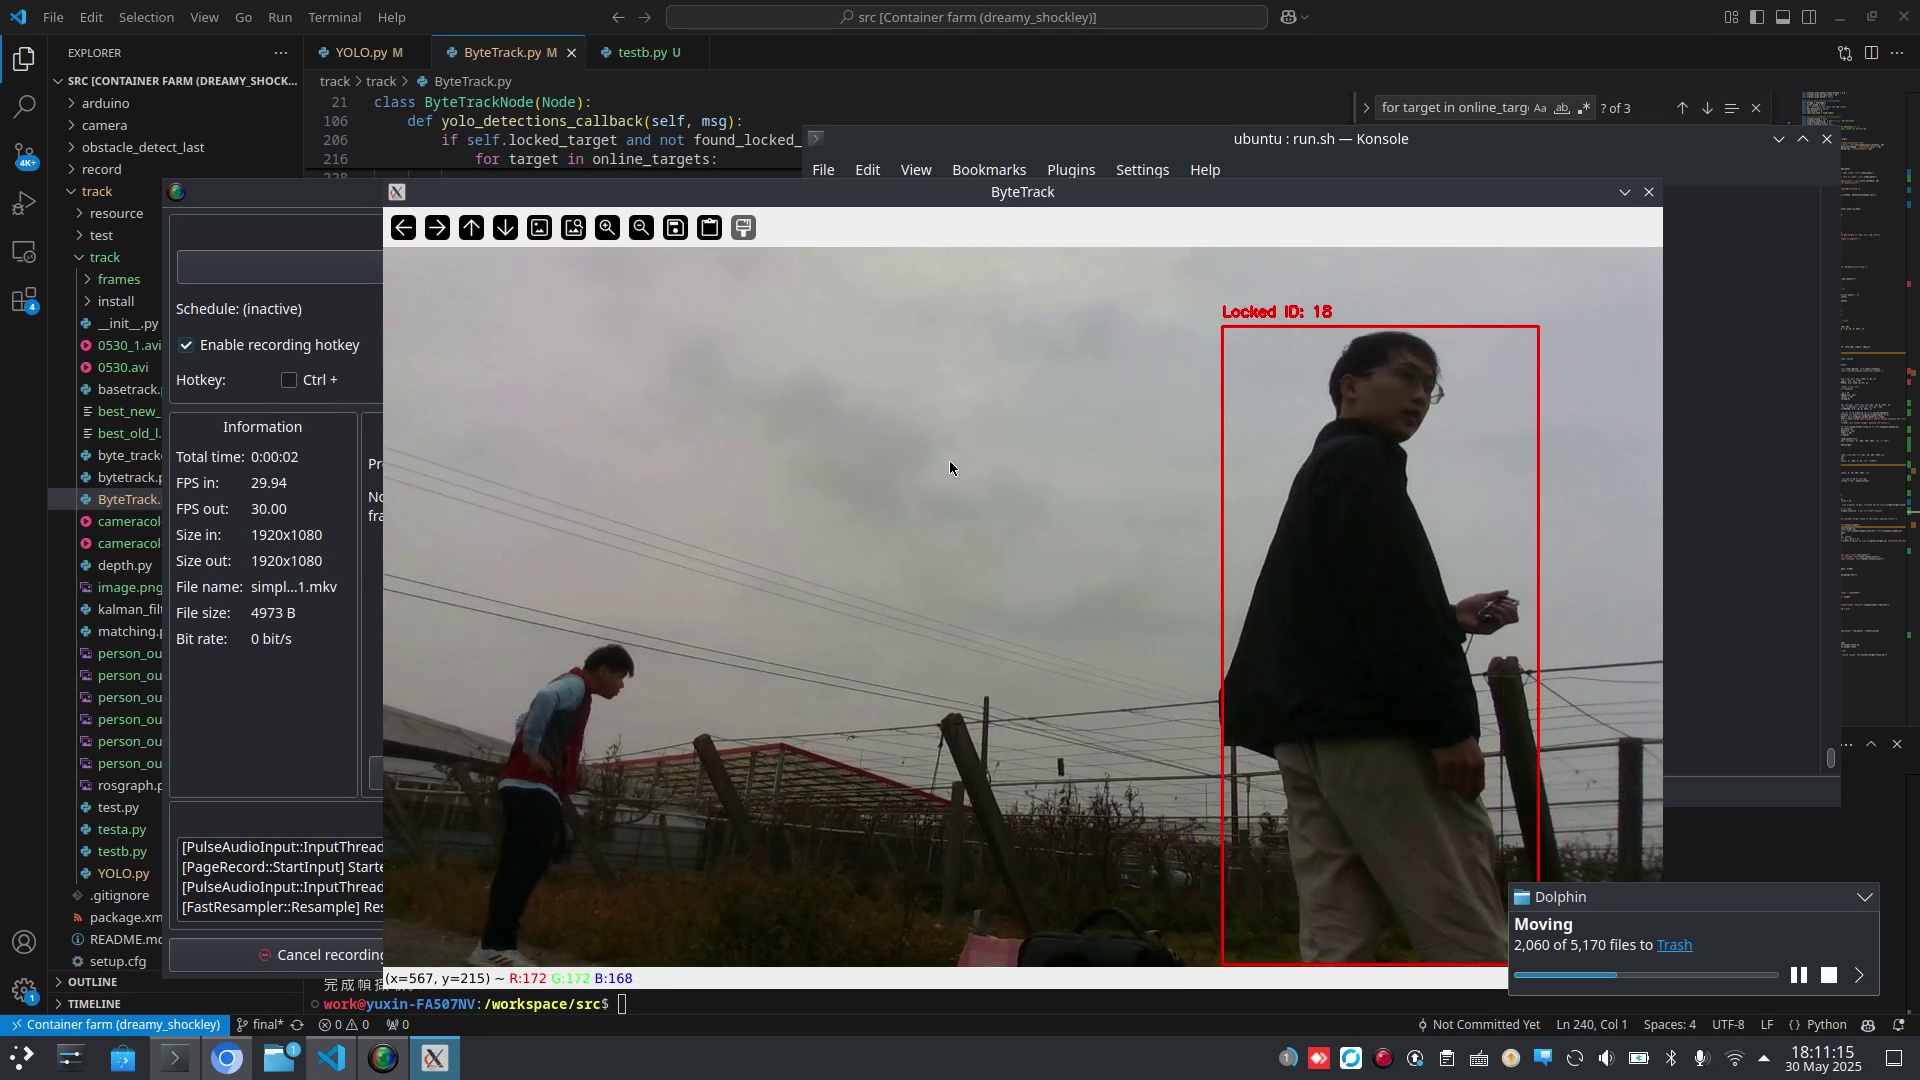 File Edit Selection View Go Run Terminal Help
src [Container farm (dreamy_shockley)]
EXPLORER
YOLO.py M
ByteTrack.py M
testb.py U
SRC [CONTAINER FARM (DREAMY_SHOCK...
track > track > ByteTrack.py
arduino
camera
obstacle_detect_last
record
track
resource
test
track
frames
install
__init__.py
0530_1.avi
0530.avi
basetrack.
best_new_
best_old_l.
byte_track
bytetrack.p
ByteTrack.
cameracol
cameracol
depth.py
image.png
kalman_filt
matching.p
person_ou
person_ou
person_ou
person_ou
person_ou
person_ou
rosgraph.p
test.py
testa.py
testb.py
YOLO.py
.gitignore
package.xm
README.md
setup.cfg
OUTLINE
TIMELINE
4K+
4
1
21 class ByteTrackNode(Node):
106 def yolo_detections_callback(self, msg):
206 if self.locked_target and not found_locked_
216 for target in online_targets:
for target in online_targ
Aa ab ? of 3
ubuntu : run.sh — Konsole
File Edit View Bookmarks Plugins Settings Help
ByteTrack
Schedule: (inactive)
Enable recording hotkey
Hotkey: Ctrl +
Information
Total time: 0:00:02
FPS in: 29.94
FPS out: 30.00
Size in: 1920x1080
Size out: 1920x1080
File name: simpl...1.mkv
File size: 4973 B
Bit rate: 0 bit/s
Pr
No
fra
[PulseAudioInput::InputThread
[PageRecord::StartInput] Starte
[PulseAudioInput::InputThread
[FastResampler::Resample] Res
Cancel recording
Locked ID: 18
(x=567, y=215) ~ R:172 G:172 B:168
work@yuxin-FA507NV:/workspace/src$
Dolphin
Moving
2,060 of 5,170 files to Trash
Container farm (dreamy_shockley)
final*
0 0
0
Not Committed Yet
Ln 240, Col 1
Spaces: 4
UTF-8
LF
{} Python
1
1
18:11:15
30 May 2025